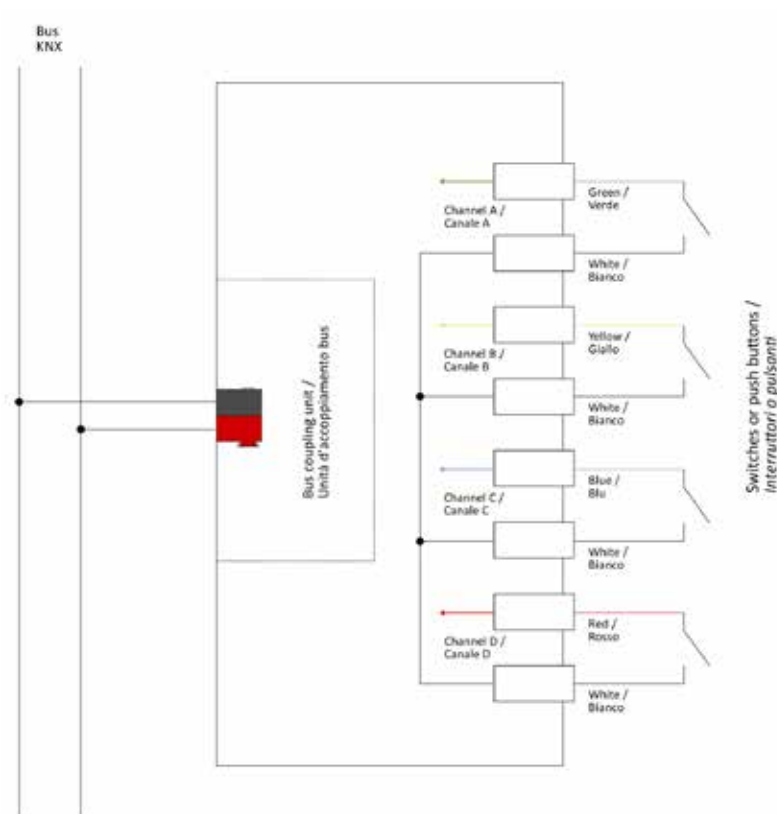 Bus
KNX
Green /
Verde
Channel A /
Canale A
White /
Bianco
Yellow /
Giallo
Channel B /
Canale B
White /
Bianco
Bus coupling unit /
Unità d'accoppiamento bus
Switches or push buttons /
Interruttori o pulsanti
Blue /
Blu
Channel C /
Canale C
White /
Bianco
Red /
Rosso
Channel D /
Canale D
White /
Bianco